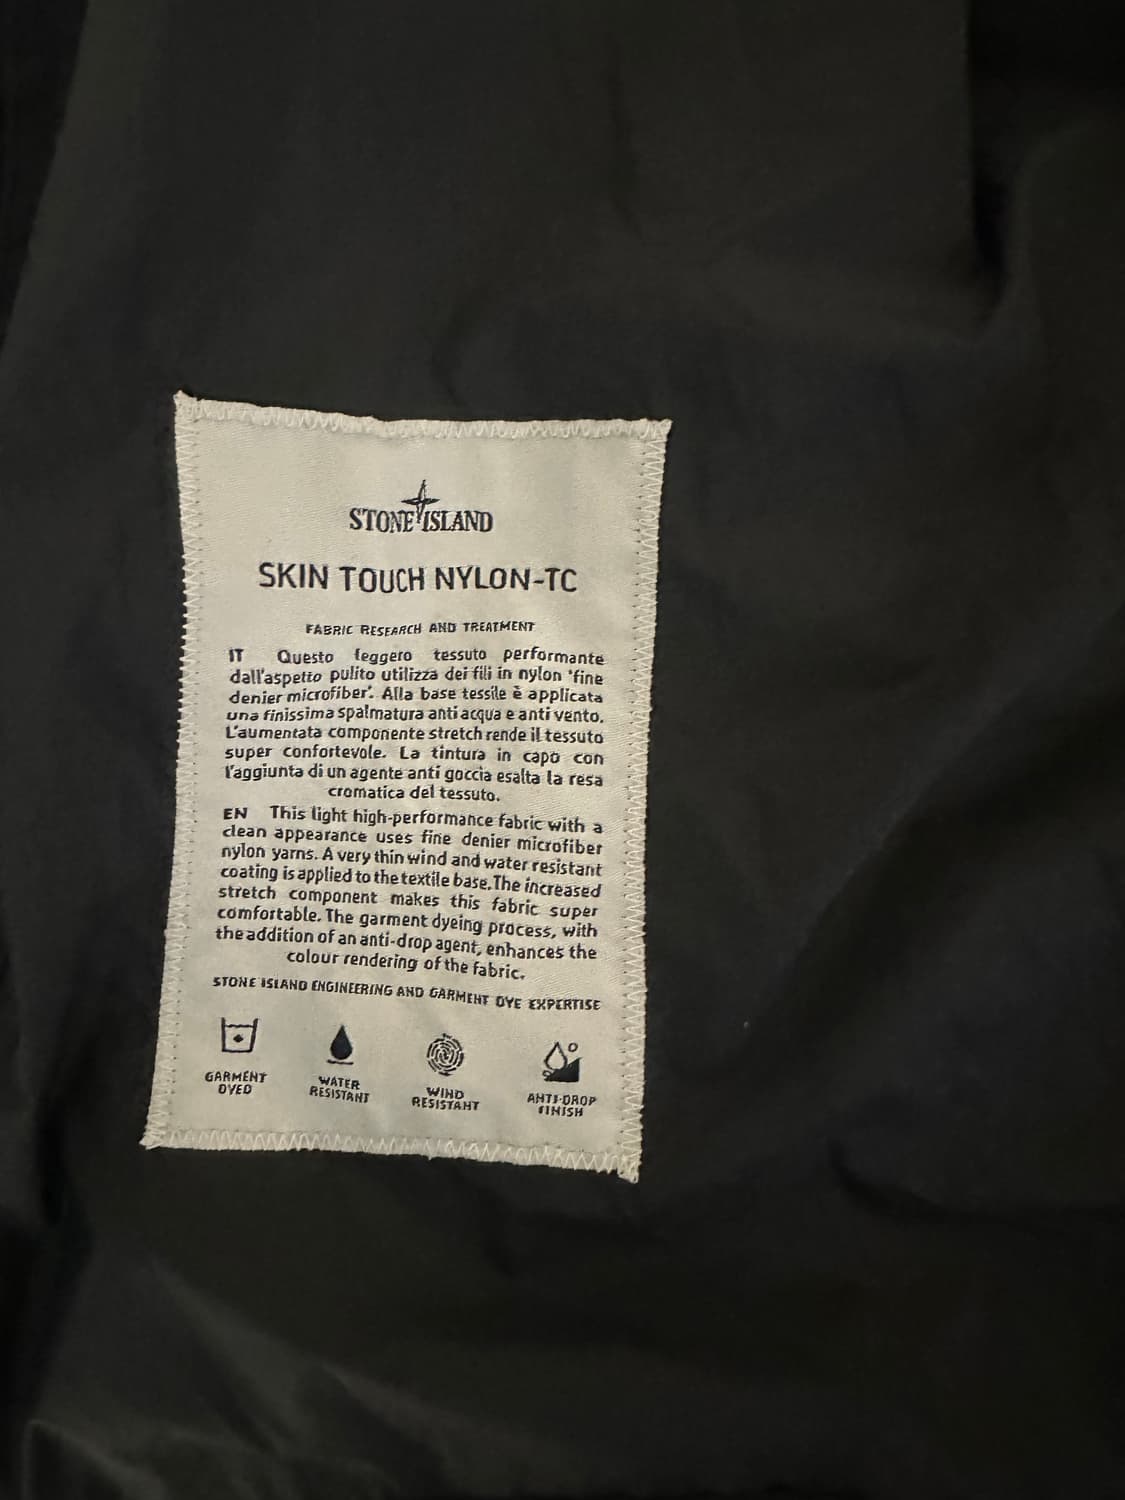 STONE ISLAND
SKIN TOUCH NYLON-TC
FABRIC RESEARCH AND TREATMENT
IT Questo leggero tessuto performante
dall'aspetto pulito utilizza dei fili in nylon 'fine
denier microfiber'. Alla base tessile è applicata
una finissima spalmatura anti acqua e anti vento.
L'aumentata componente stretch rende il tessuto
super confortevole. La tintura in capo con
l'aggiunta di un agente anti goccia esalta la resa
cromatica del tessuto.
EN This light high-performance fabric with a
clean appearance uses fine denier microfiber
nylon yarns. A very thin wind and water resistant
coating is applied to the textile base. The increased
stretch component makes this fabric super
comfortable. The garment dyeing process, with
the addition of an anti-drop agent, enhances the
colour rendering of the fabric.
STONE ISLAND ENGINEERING AND GARMENT DYE EXPERTISE
GARMENT
DYED
WATER
RESISTANT
WIND
RESISTANT
ANTI-DROP
FINISH